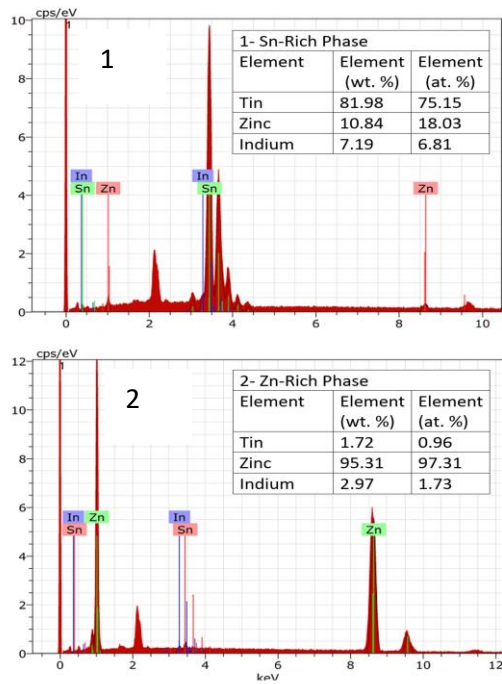 cps/eV
10
1
1
1- Sn-Rich Phase
Element Element (wt. %) Element (at. %)
Tin 81.98 75.15
Zinc 10.84 18.03
Indium 7.19 6.81
8
6
4
In In
Sn Zn Sn Zn
2
0
0 2 4 6 8 10
cps/eV
12
1
2
2- Zn-Rich Phase
Element Element (wt. %) Element (at. %)
Tin 1.72 0.96
Zinc 95.31 97.31
Indium 2.97 1.73
10
8
6
In Zn In Zn
Sn Sn
4
2
0
0 2 4 6 8 10 12
keV